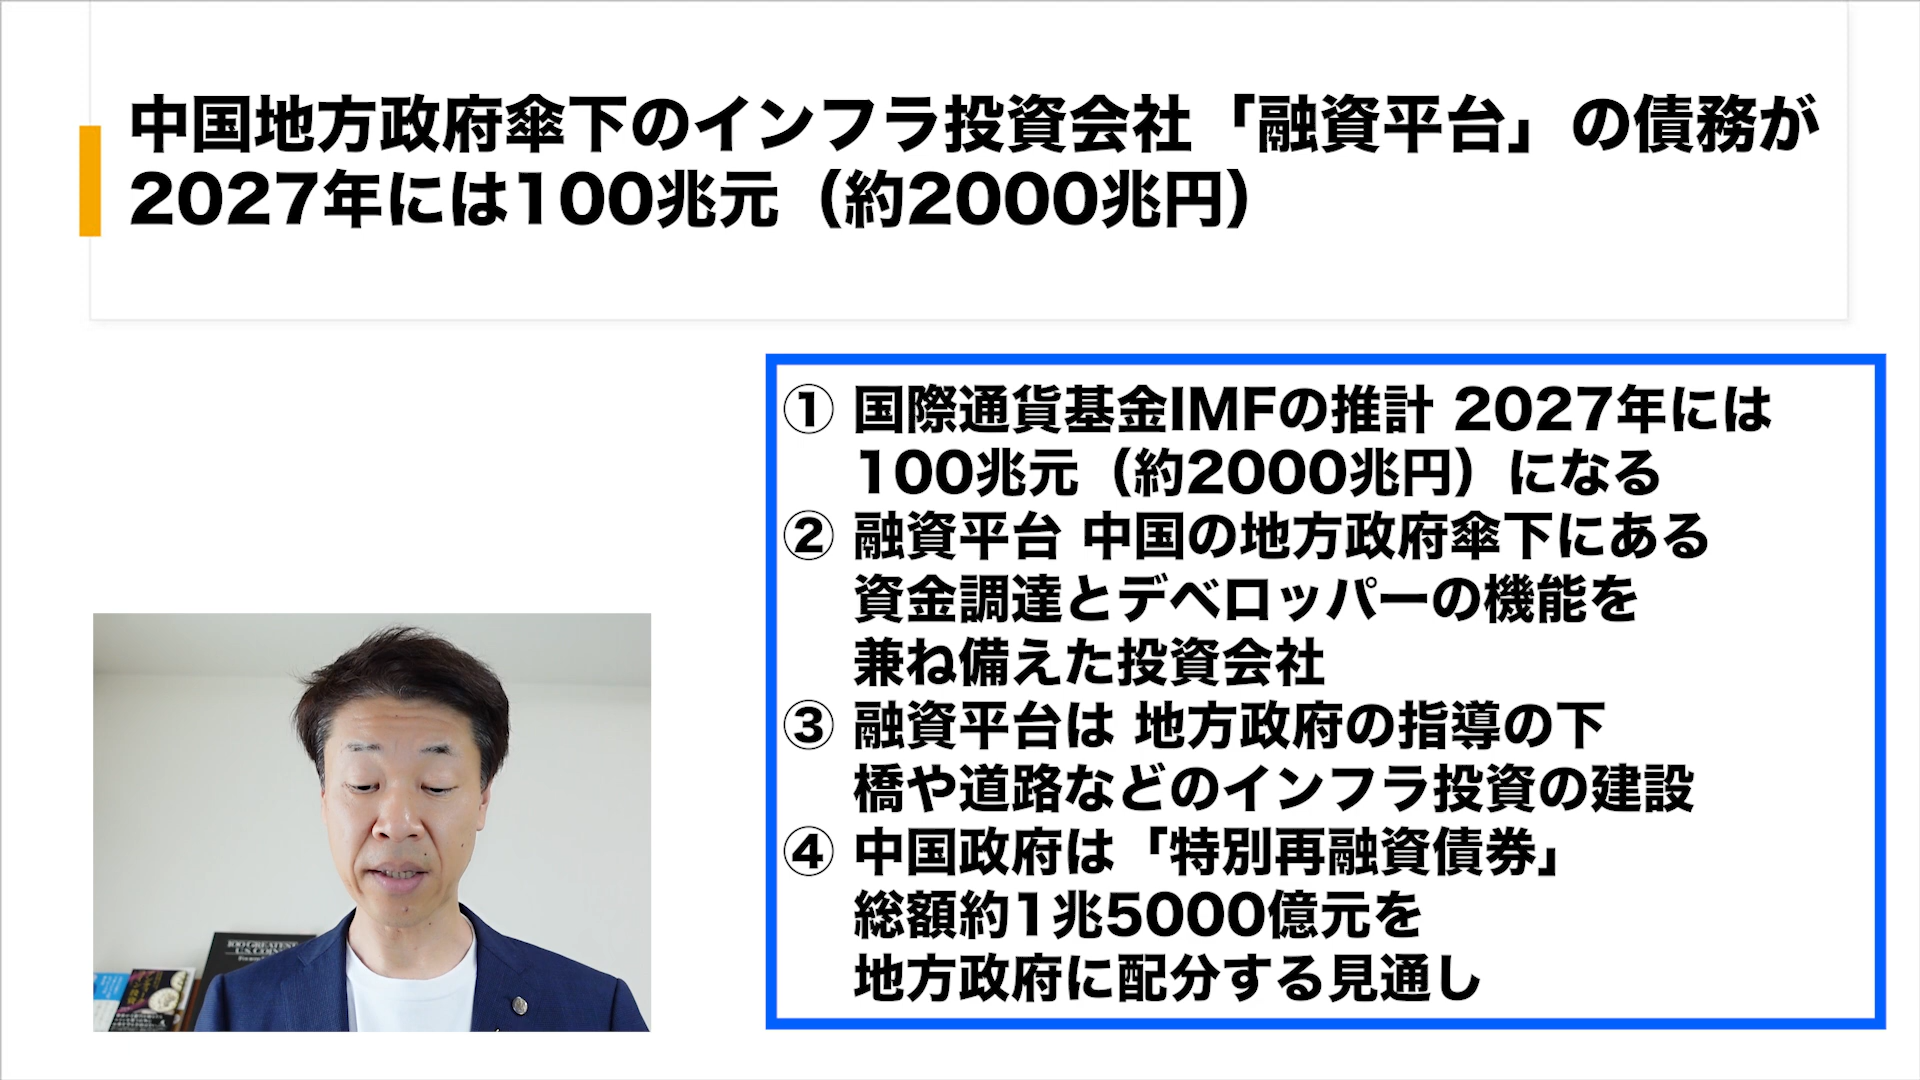 中国地方政府傘下のインフラ投資会社「融資平台」の債務が
2027年には100兆元（約2000兆円）
① 国際通貨基金IMFの推計 2027年には
100兆元（約2000兆円）になる
② 融資平台 中国の地方政府傘下にある
資金調達とデベロッパーの機能を
兼ね備えた投資会社
③ 融資平台は 地方政府の指導の下
橋や道路などのインフラ投資の建設
④ 中国政府は「特別再融資債券」
総額約1兆5000億元を
地方政府に配分する見通し
100 GREATEST